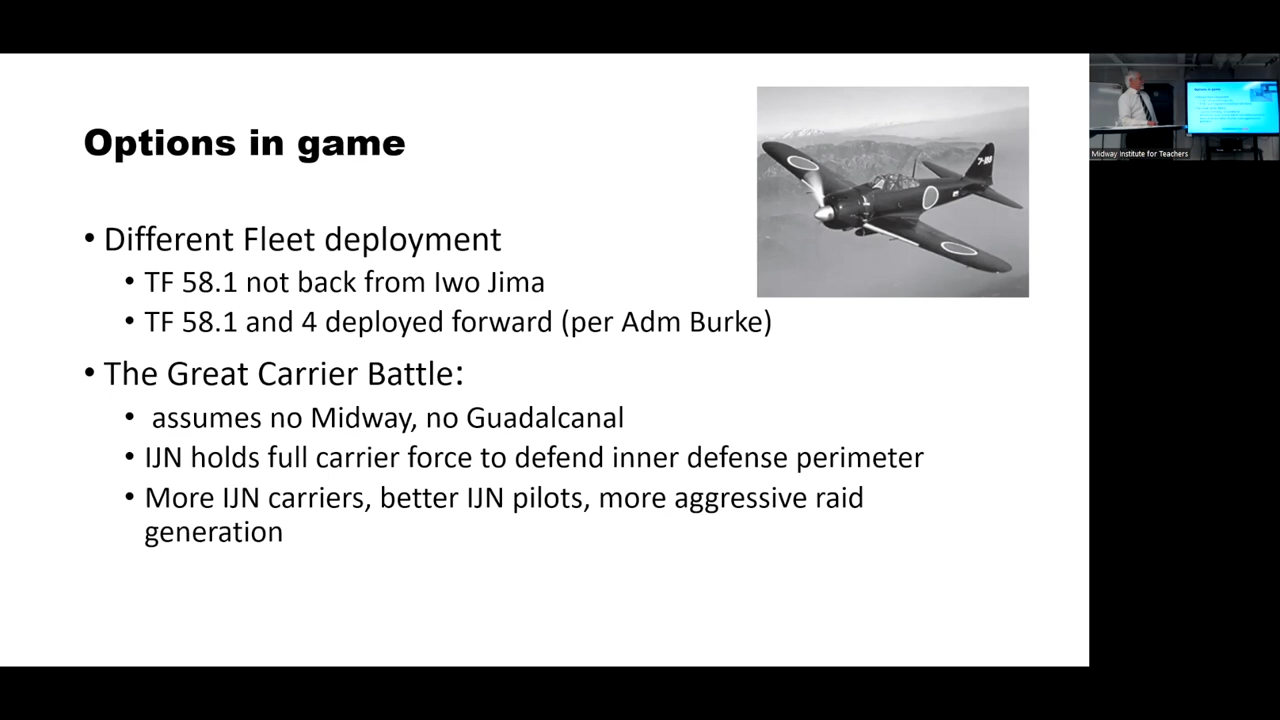 Options in game
• Different Fleet deployment
• TF 58.1 not back from Iwo Jima
• TF 58.1 and 4 deployed forward (per Adm Burke)
• The Great Carrier Battle:
• assumes no Midway, no Guadalcanal
• IJN holds full carrier force to defend inner defense perimeter
• More IJN carriers, better IJN pilots, more aggressive raid
generation
Options in game
Midway Institute for Teachers